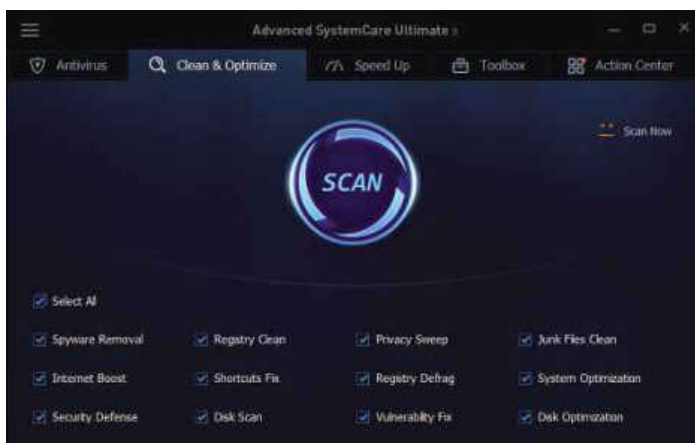 Advanced SystemCare Ultimate
Antivirus Clean & Optimize Speed Up Toolbox Action Center
Scan Now
SCAN
Select All
Spyware Removal Registry Clean Privacy Sweep Junk Files Clean
Internet Boost Shortcuts Fix Registry Defrag System Optimization
Security Defense Disk Scan Vulnerability Fix Disk Optimization